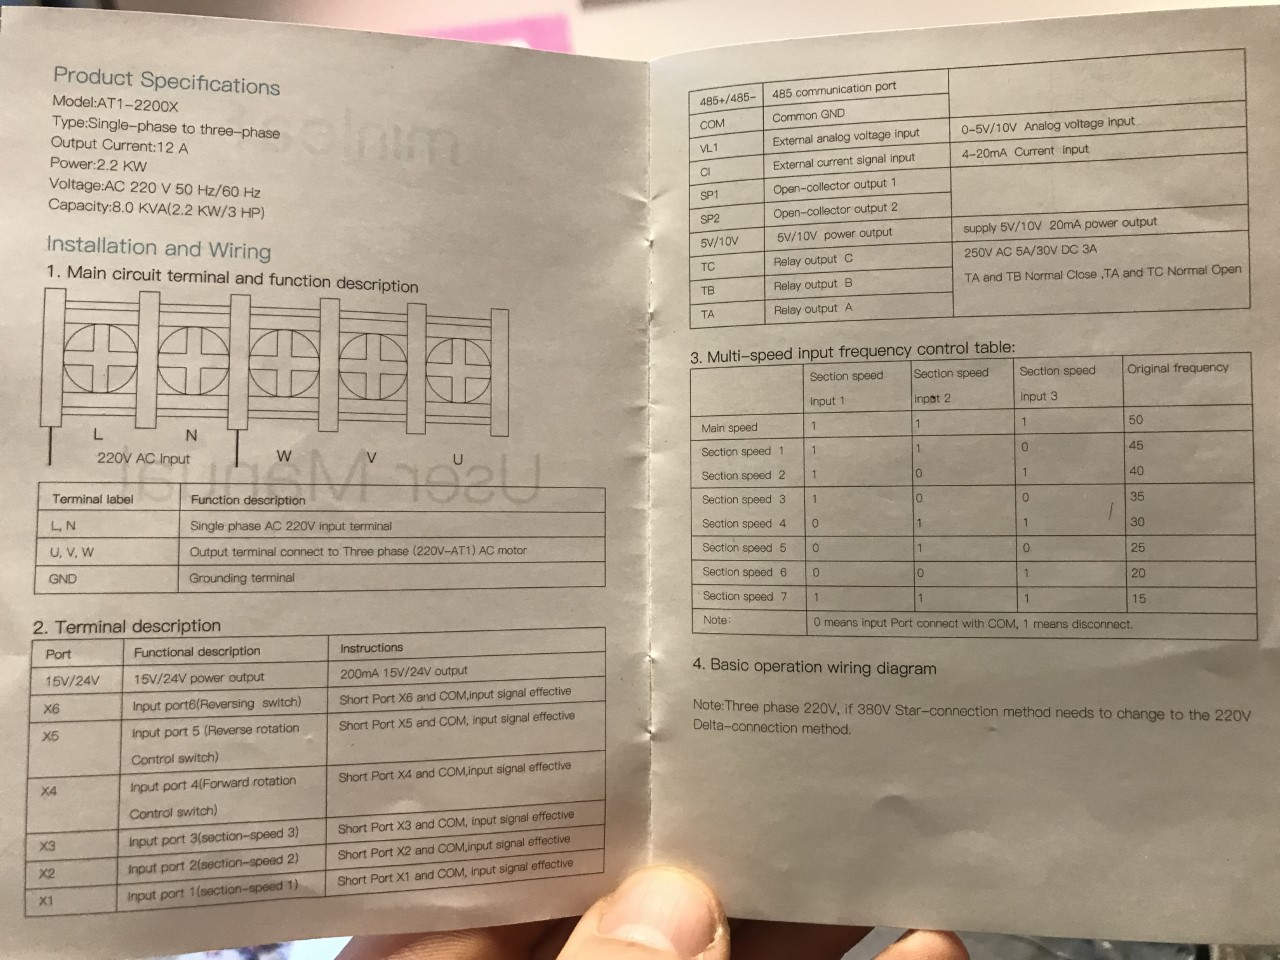 Product Specifications
Model:AT1-2200X
Type:Single-phase to three-phase
Output Current:12 A
Power:2.2 KW
Voltage:AC 220 V 50 Hz/60 Hz
Capacity:8.0 KVA(2.2 KW/3 HP)
Installation and Wiring
1. Main circuit terminal and function description
L N
220V AC Input W V U
Terminal label Function description
L, N Single phase AC 220V input terminal
U, V, W Output terminal connect to Three phase (220V-AT1) AC motor
GND Grounding terminal
2. Terminal description
Port Functional description Instructions
15V/24V 15V/24V power output 200mA 15V/24V output
X6 Input port6(Reversing switch) Short Port X6 and COM,input signal effective
X5 Input port 5 (Reverse rotation Short Port X5 and COM, input signal effective
Control switch)
X4 Input port 4(Forward rotation Short Port X4 and COM,input signal effective
Control switch)
X3 Input port 3(section-speed 3) Short Port X3 and COM, input signal effective
X2 Input port 2(section-speed 2) Short Port X2 and COM,input signal effective
X1 Input port 1(section-speed 1) Short Port X1 and COM, input signal effective
485+/485- 485 communication port
COM Common GND
VL1 External analog voltage input 0-5V/10V Analog voltage input
CI External current signal input 4-20mA Current input
SP1 Open-collector output 1
SP2 Open-collector output 2
5V/10V 5V/10V power output supply 5V/10V 20mA power output
TC Relay output C 250V AC 5A/30V DC 3A
TB Relay output B TA and TB Normal Close ,TA and TC Normal Open
TA Relay output A
3. Multi-speed input frequency control table:
Section speed Section speed Section speed Original frequency
input 1 input 2 input 3
Main speed 1 1 1 50
Section speed 1 1 1 0 45
Section speed 2 1 0 1 40
Section speed 3 1 0 0 35
Section speed 4 0 1 1 30
Section speed 5 0 1 0 25
Section speed 6 0 0 1 20
Section speed 7 1 1 1 15
Note: 0 means input Port connect with COM, 1 means disconnect.
4. Basic operation wiring diagram
Note:Three phase 220V, if 380V Star-connection method needs to change to the 220V
Delta-connection method.